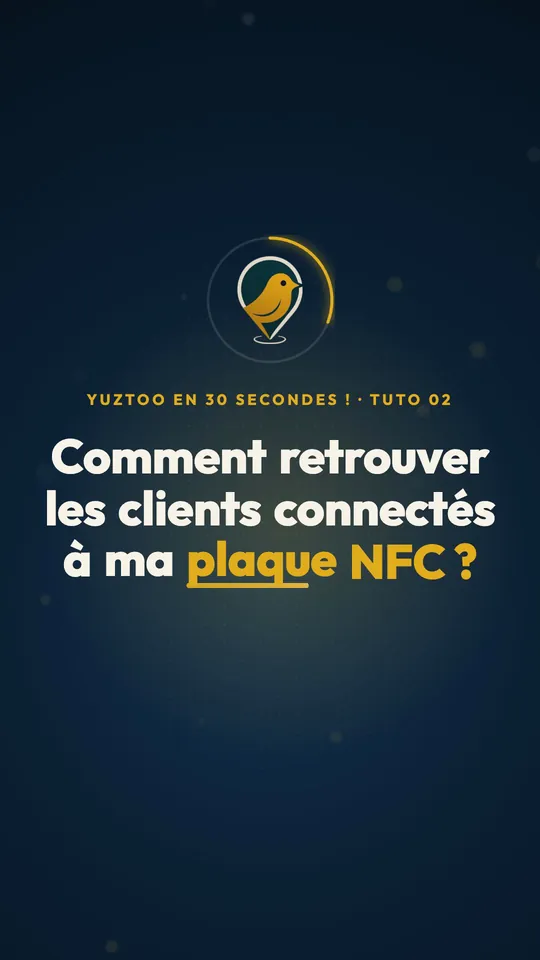 YUZTOO EN 30 SECONDES ! · TUTO 02
Comment retrouver
les clients connectés
à ma plaque NFC ?